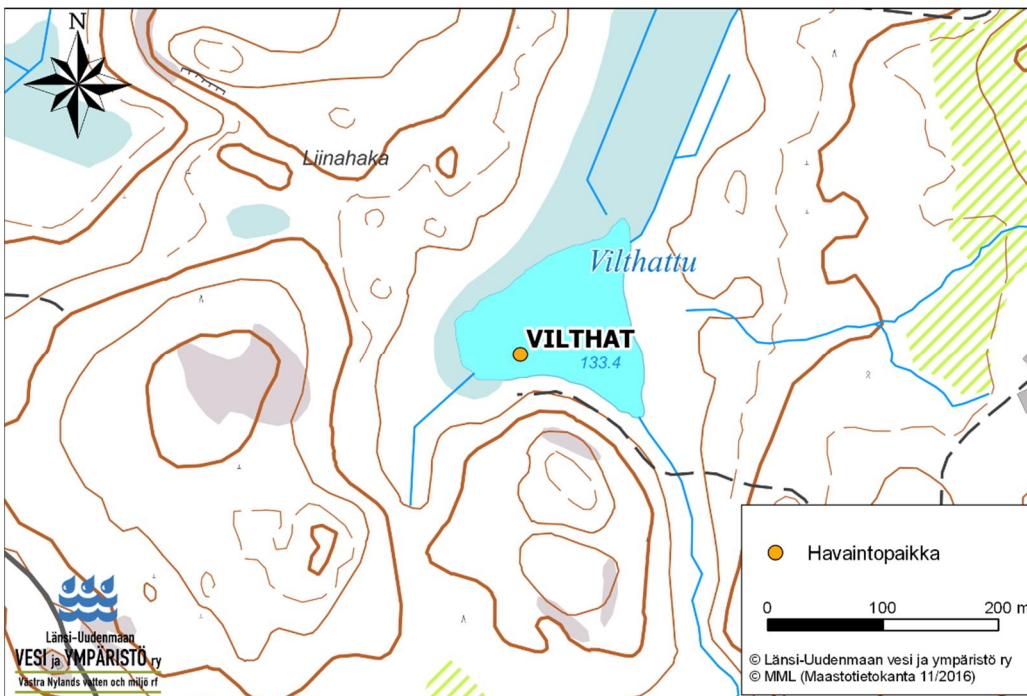 N
Liinahaka
Vilthattu
VILTHAT
133.4
Havaintopaikka
0 100 200 m
© Länsi-Uudenmaan vesi ja ympäristö ry
© MML (Maastotietokanta 11/2016)
Länsi-Uudenmaan
VESI ja YMPÄRISTÖ ry
Västra Nylands vatten och miljö rf